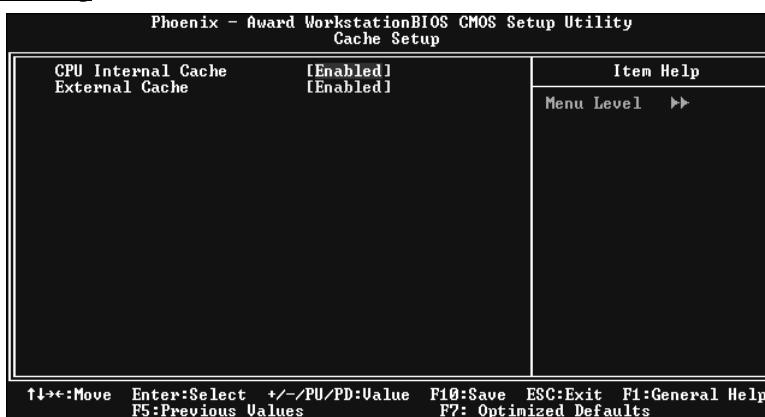 Phoenix - Award WorkstationBIOS CMOS Setup Utility
Cache Setup
CPU Internal Cache [Enabled]
External Cache [Enabled]
Item Help
Menu Level ▶▶
↑↓→←:Move Enter:Select +/-/PU/PD:Value F10:Save ESC:Exit F1:General Help
F5:Previous Values F7: Optimized Defaults